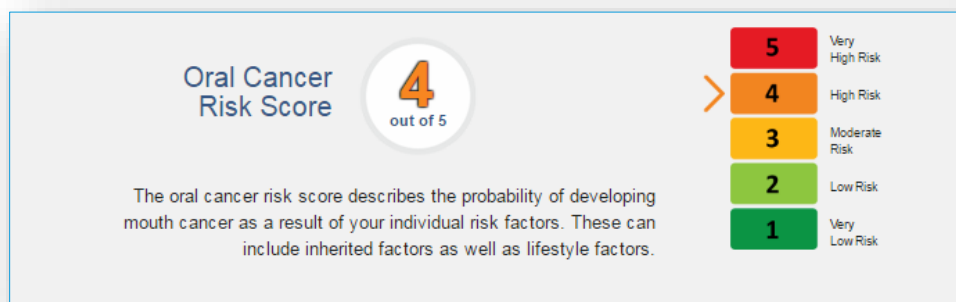 Oral Cancer
Risk Score
4
out of 5
The oral cancer risk score describes the probability of developing
mouth cancer as a result of your individual risk factors. These can
include inherited factors as well as lifestyle factors.
5 Very
High Risk
4 High Risk
3 Moderate
Risk
2 Low Risk
1 Very
Low Risk